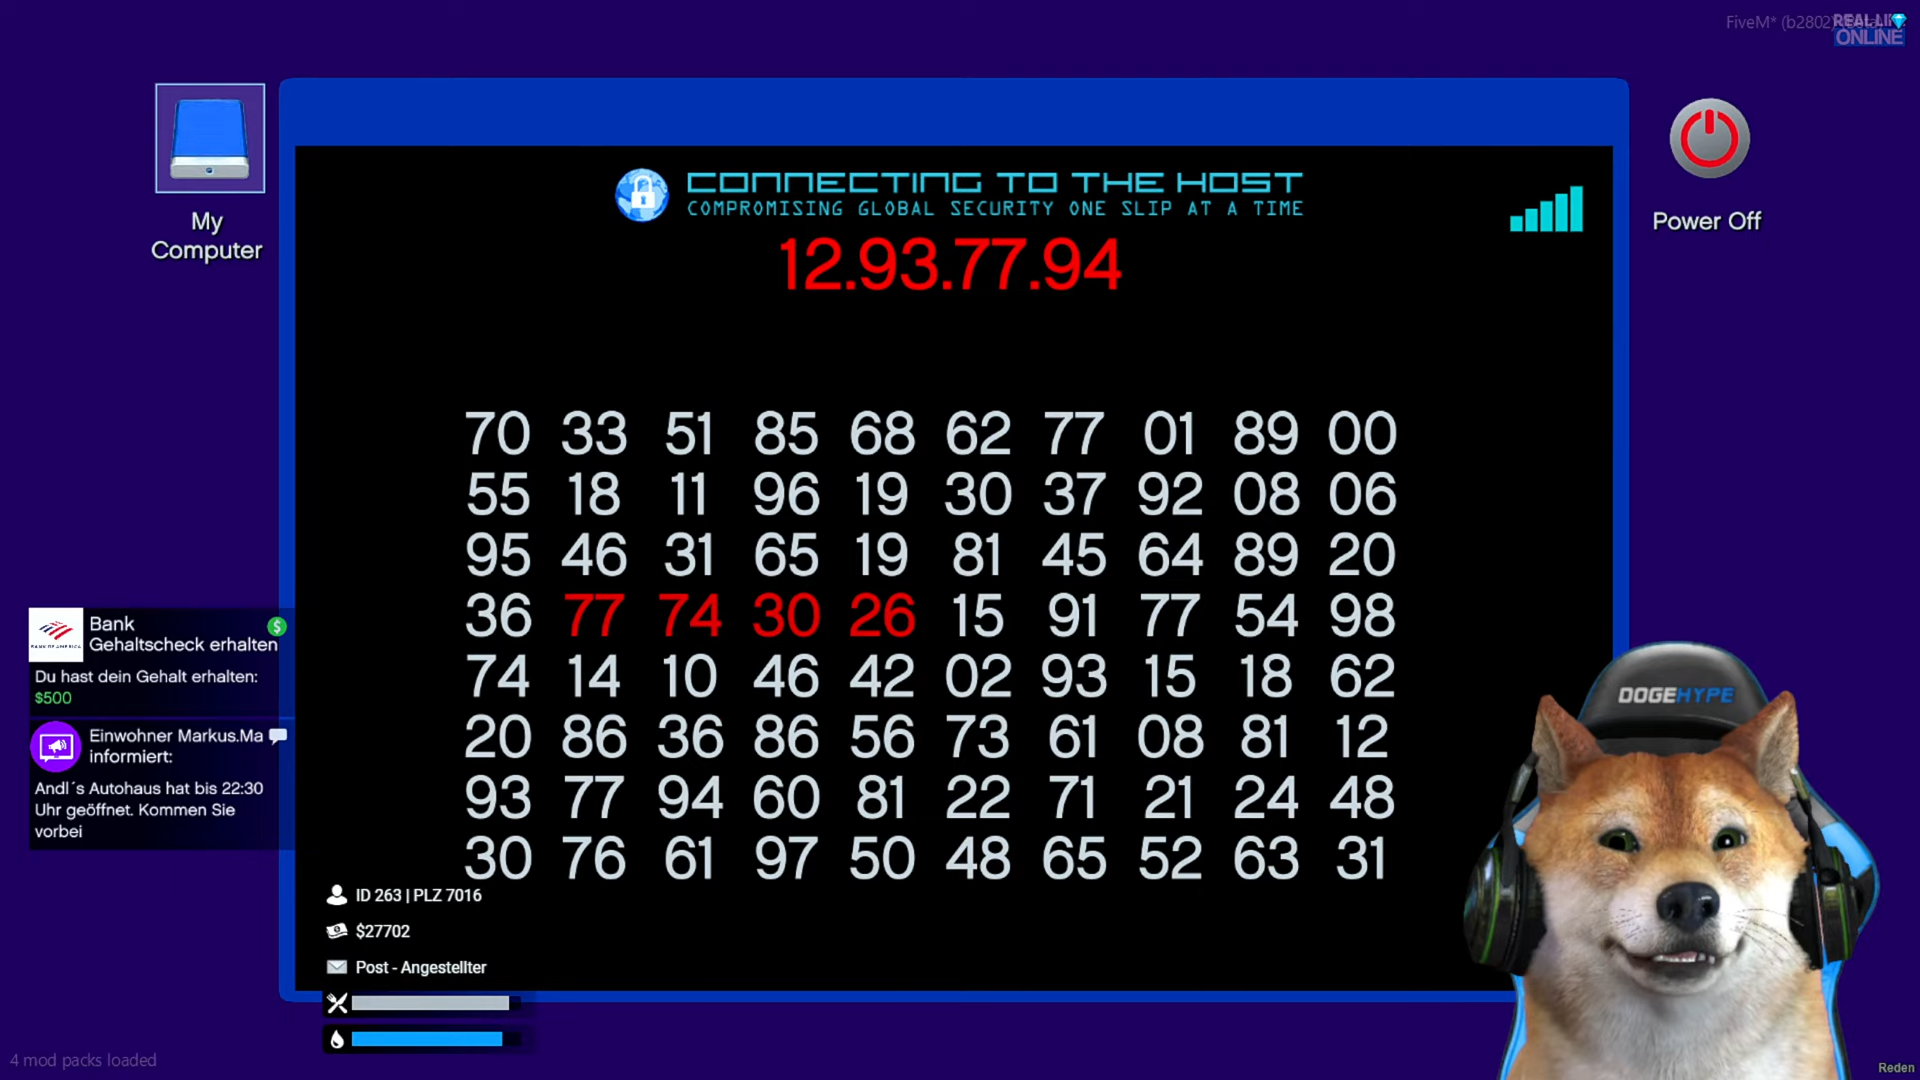 FiveM* (b2802)
REAL LIFE
ONLINE
My
Computer
Power Off
CONNECTING TO THE HOST
COMPROMISING GLOBAL SECURITY ONE SLIP AT A TIME
12.93.77.94
70 33 51 85 68 62 77 01 89 00
55 18 11 96 19 30 37 92 08 06
95 46 31 65 19 81 45 64 89 20
36 77 74 30 26 15 91 77 54 98
74 14 10 46 42 02 93 15 18 62
20 86 36 86 56 73 61 08 81 12
93 77 94 60 81 22 71 21 24 48
30 76 61 97 50 48 65 52 63 31
Bank
Gehaltscheck erhalten
BANK OF AMERICA
Du hast dein Gehalt erhalten:
$500
Einwohner Markus.Ma
informiert:
Andl´s Autohaus hat bis 22:30
Uhr geöffnet. Kommen Sie
vorbei
ID 263 | PLZ 7016
$27702
Post - Angestellter
DOGEHYPE
4 mod packs loaded
Reden